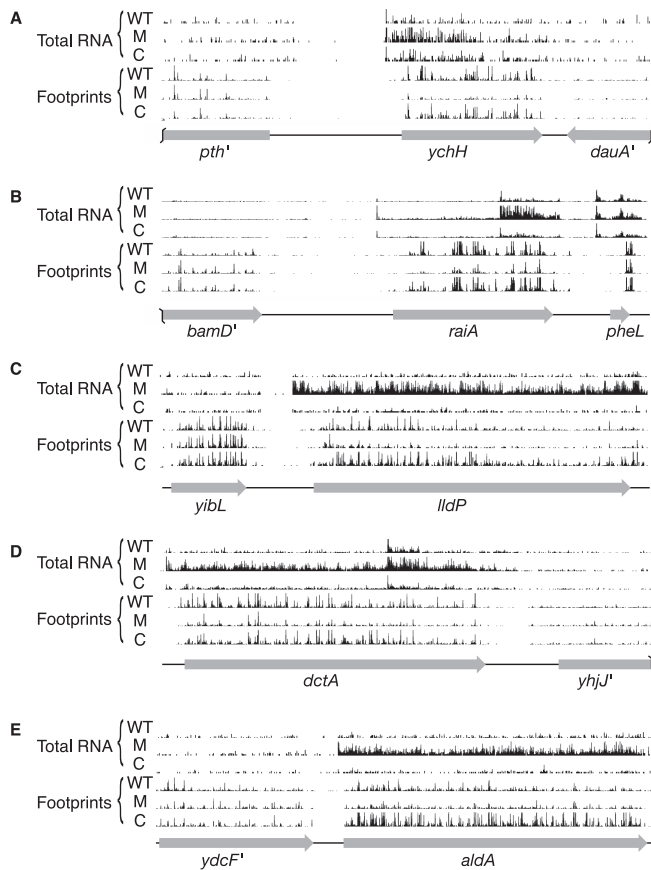 A
Total RNA
WT
M
C
Footprints
WT
M
C
pth' ychH dauA'
B
Total RNA
WT
M
C
Footprints
WT
M
C
bamD' raiA pheL
C
Total RNA
WT
M
C
Footprints
WT
M
C
yibL lldP
D
Total RNA
WT
M
C
Footprints
WT
M
C
dctA yhjJ'
E
Total RNA
WT
M
C
Footprints
WT
M
C
ydcF' aldA